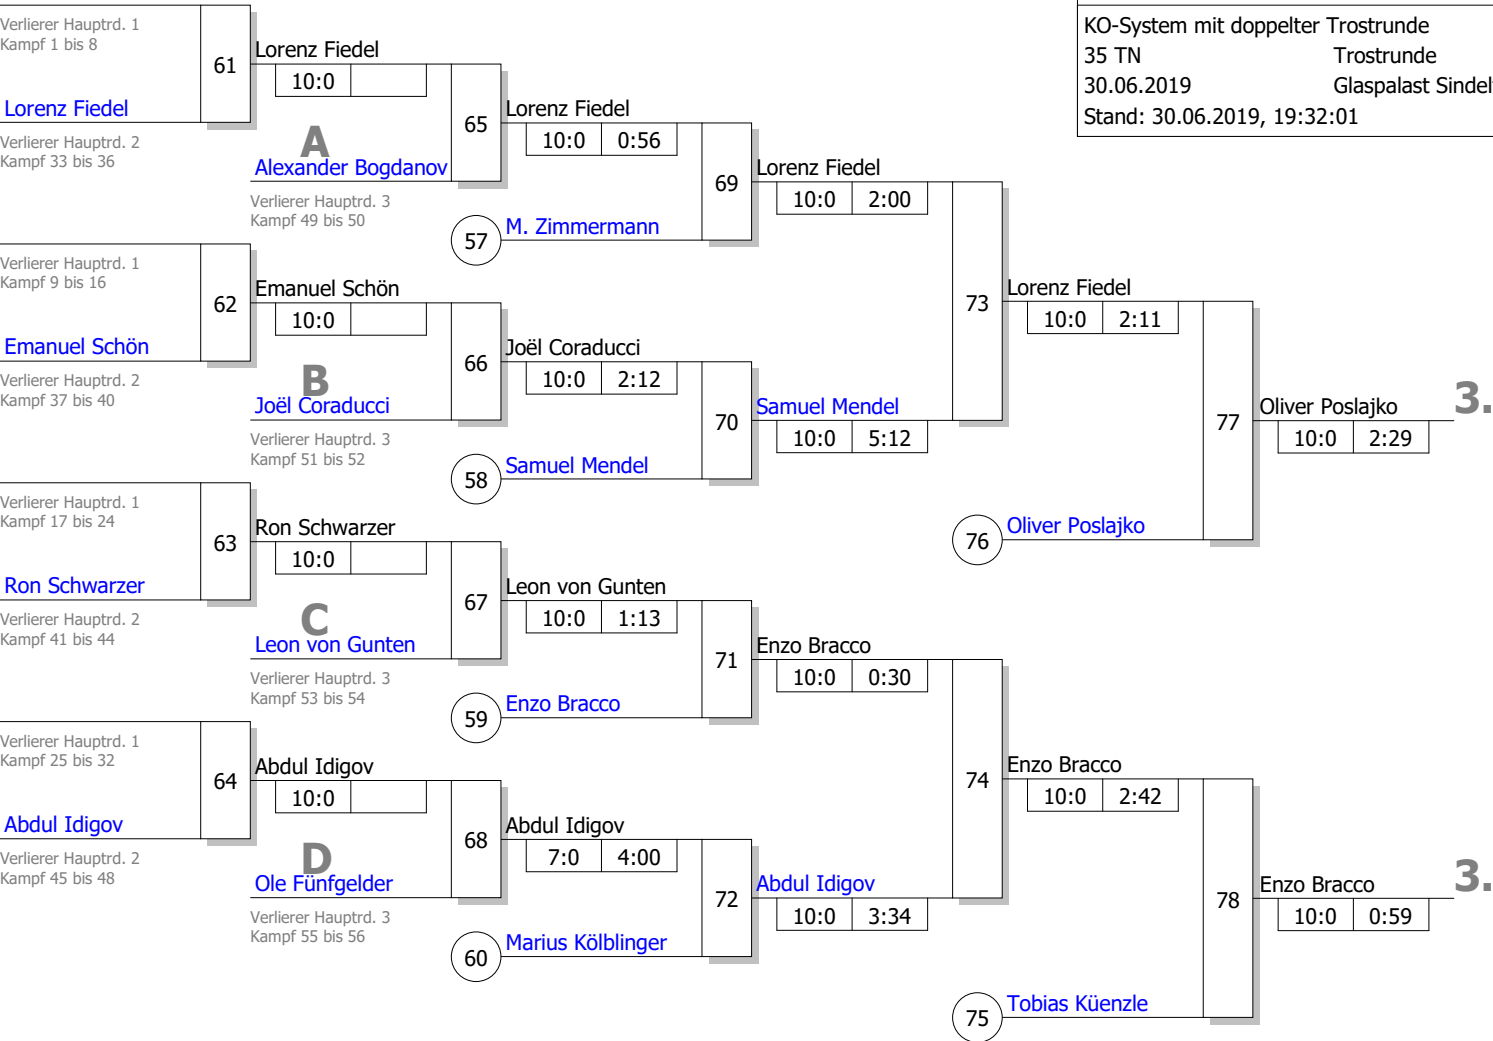 KO-System mit doppelter Trostrunde
35 TN Trostrunde
30.06.2019 Glaspalast Sindel
Stand: 30.06.2019, 19:32:01
Verlierer Hauptrd. 1
Kampf 1 bis 8
61
Lorenz Fiedel
Verlierer Hauptrd. 2
Kampf 33 bis 36
Lorenz Fiedel
10:0
A
65
Alexander Bogdanov
Verlierer Hauptrd. 3
Kampf 49 bis 50
Lorenz Fiedel
10:0 0:56
69
57 M. Zimmermann
Lorenz Fiedel
10:0 2:00
Verlierer Hauptrd. 1
Kampf 9 bis 16
62
Emanuel Schön
Verlierer Hauptrd. 2
Kampf 37 bis 40
Emanuel Schön
10:0
B
66
Joël Coraducci
Verlierer Hauptrd. 3
Kampf 51 bis 52
Joël Coraducci
10:0 2:12
70
58 Samuel Mendel
Samuel Mendel
10:0 5:12
73
Lorenz Fiedel
10:0 2:11
77
76 Oliver Poslajko
Oliver Poslajko
10:0 2:29
3.
Verlierer Hauptrd. 1
Kampf 17 bis 24
63
Ron Schwarzer
Verlierer Hauptrd. 2
Kampf 41 bis 44
Ron Schwarzer
10:0
C
67
Leon von Gunten
Verlierer Hauptrd. 3
Kampf 53 bis 54
Leon von Gunten
10:0 1:13
71
59 Enzo Bracco
Enzo Bracco
10:0 0:30
Verlierer Hauptrd. 1
Kampf 25 bis 32
64
Abdul Idigov
Verlierer Hauptrd. 2
Kampf 45 bis 48
Abdul Idigov
10:0
D
68
Ole Fünfgelder
Verlierer Hauptrd. 3
Kampf 55 bis 56
Abdul Idigov
7:0 4:00
72
60 Marius Kölblinger
Abdul Idigov
10:0 3:34
74
Enzo Bracco
10:0 2:42
78
75 Tobias Küenzle
Enzo Bracco
10:0 0:59
3.